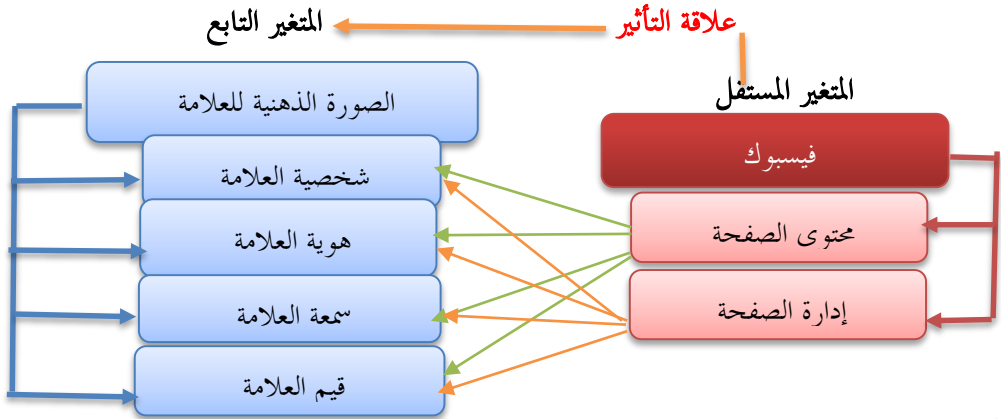 علاقة التأثير
المتغير التابع
المتغير المستفل
فيسبوك
محتوى الصفحة
إدارة الصفحة
الصورة الذهنية للعلامة
شخصية العلامة
هوية العلامة
سمعة العلامة
قيم العلامة